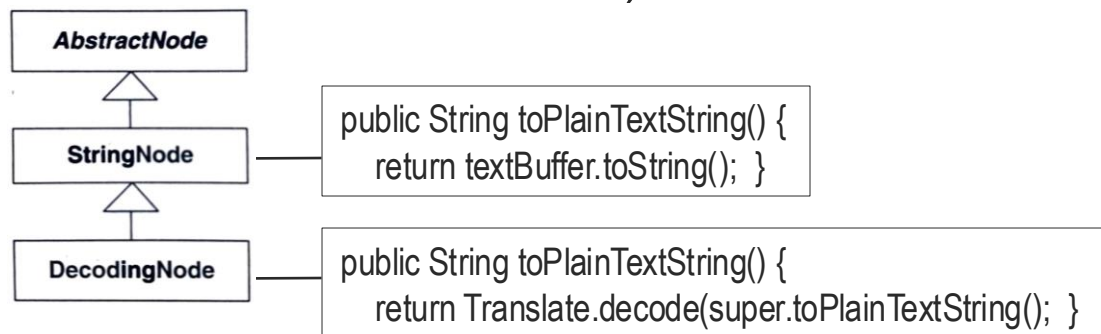 AbstractNode
StringNode
public String toPlainTextString() {
return textBuffer.toString(); }
DecodingNode
public String toPlainTextString() {
return Translate.decode(super.toPlainTextString(); }